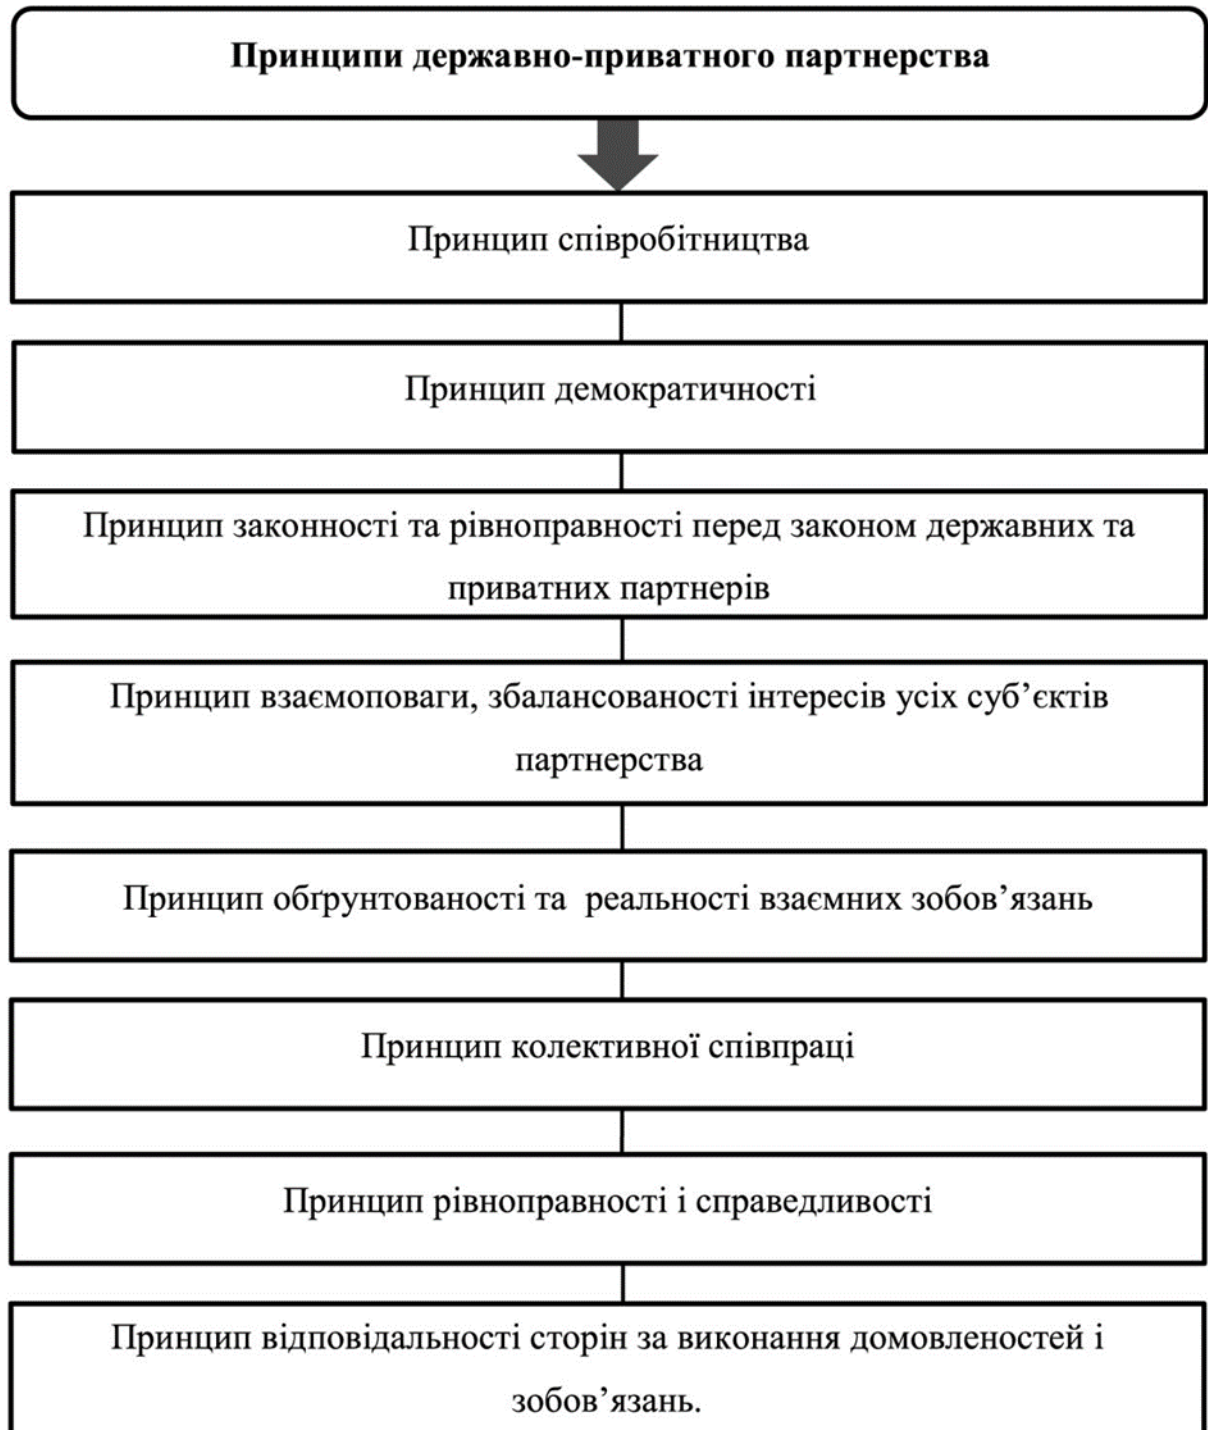 Принципи державно-приватного партнерства
Принцип співробітництва
Принцип демократичності
Принцип законності та рівноправності перед законом державних та
приватних партнерів
Принцип взаємоповаги, збалансованості інтересів усіх суб’єктів
партнерства
Принцип обґрунтованості та реальності взаємних зобов’язань
Принцип колективної співпраці
Принцип рівноправності і справедливості
Принцип відповідальності сторін за виконання домовленостей і
зобов’язань.